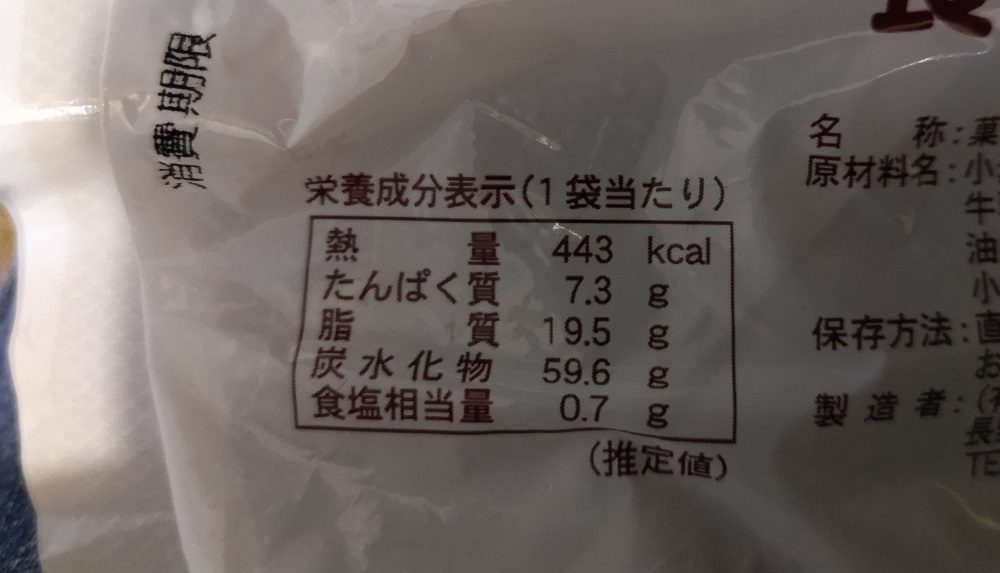 消費期限
栄養成分表示(1袋当たり)
熱量 443 kcal
たんぱく質 7.3 g
脂質 19.5 g
炭水化物 59.6 g
食塩相当量 0.7 g
(推定値)
名称:菓
原材料名:小
牛
油
小
保存方法:直
お
製造者:(有
長
TE